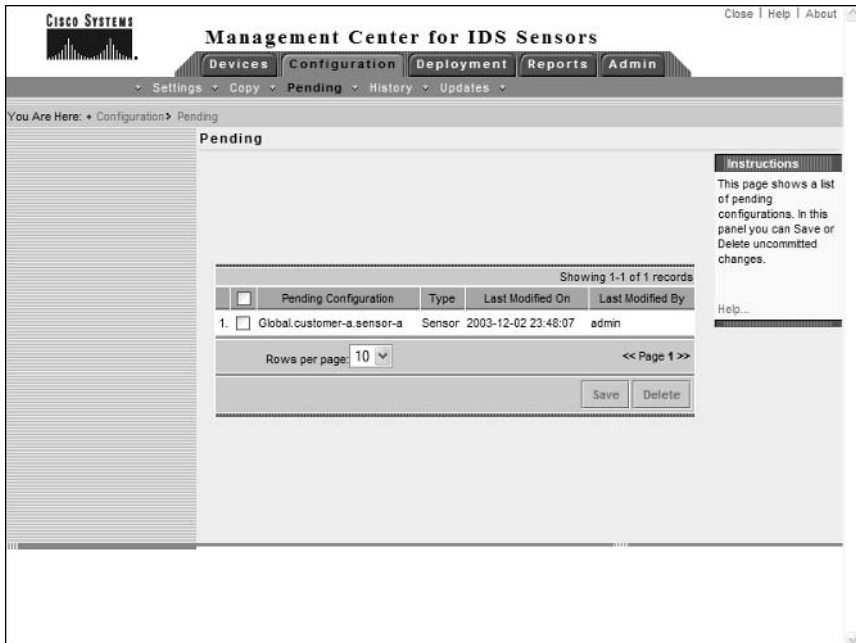 Close | Help | About
CISCO SYSTEMS
Management Center for IDS Sensors
Devices Configuration Deployment Reports Admin
Settings Copy Pending History Updates
You Are Here: • Configuration > Pending
Pending
Instructions
This page shows a list
of pending
configurations. In this
panel you can Save or
Delete uncommitted
changes.
Help...
Showing 1-1 of 1 records
Pending Configuration Type Last Modified On Last Modified By
1. Global.customer-a.sensor-a Sensor 2003-12-02 23:48:07 admin
Rows per page: 10 << Page 1 >>
Save Delete